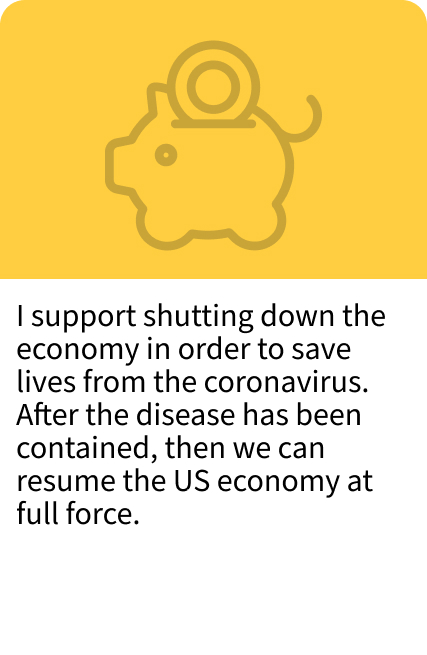 I support shutting down the
economy in order to save
lives from the coronavirus.
After the disease has been
contained, then we can
resume the US economy at
full force.